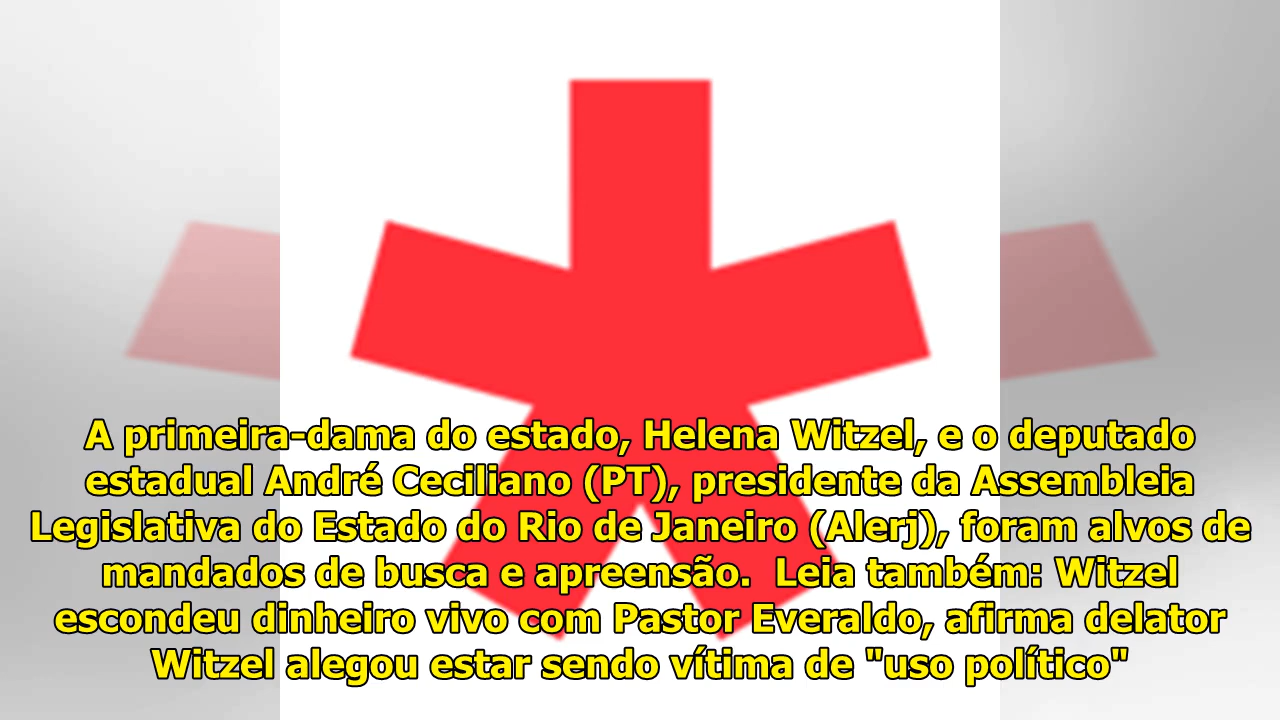 A primeira-dama do estado, Helena Witzel, e o deputado
estadual André Ceciliano (PT), presidente da Assembleia
Legislativa do Estado do Rio de Janeiro (Alerj), foram alvos de
mandados de busca e apreensão.  Leia também: Witzel
escondeu dinheiro vivo com Pastor Everaldo, afirma delator
Witzel alegou estar sendo vítima de "uso político"